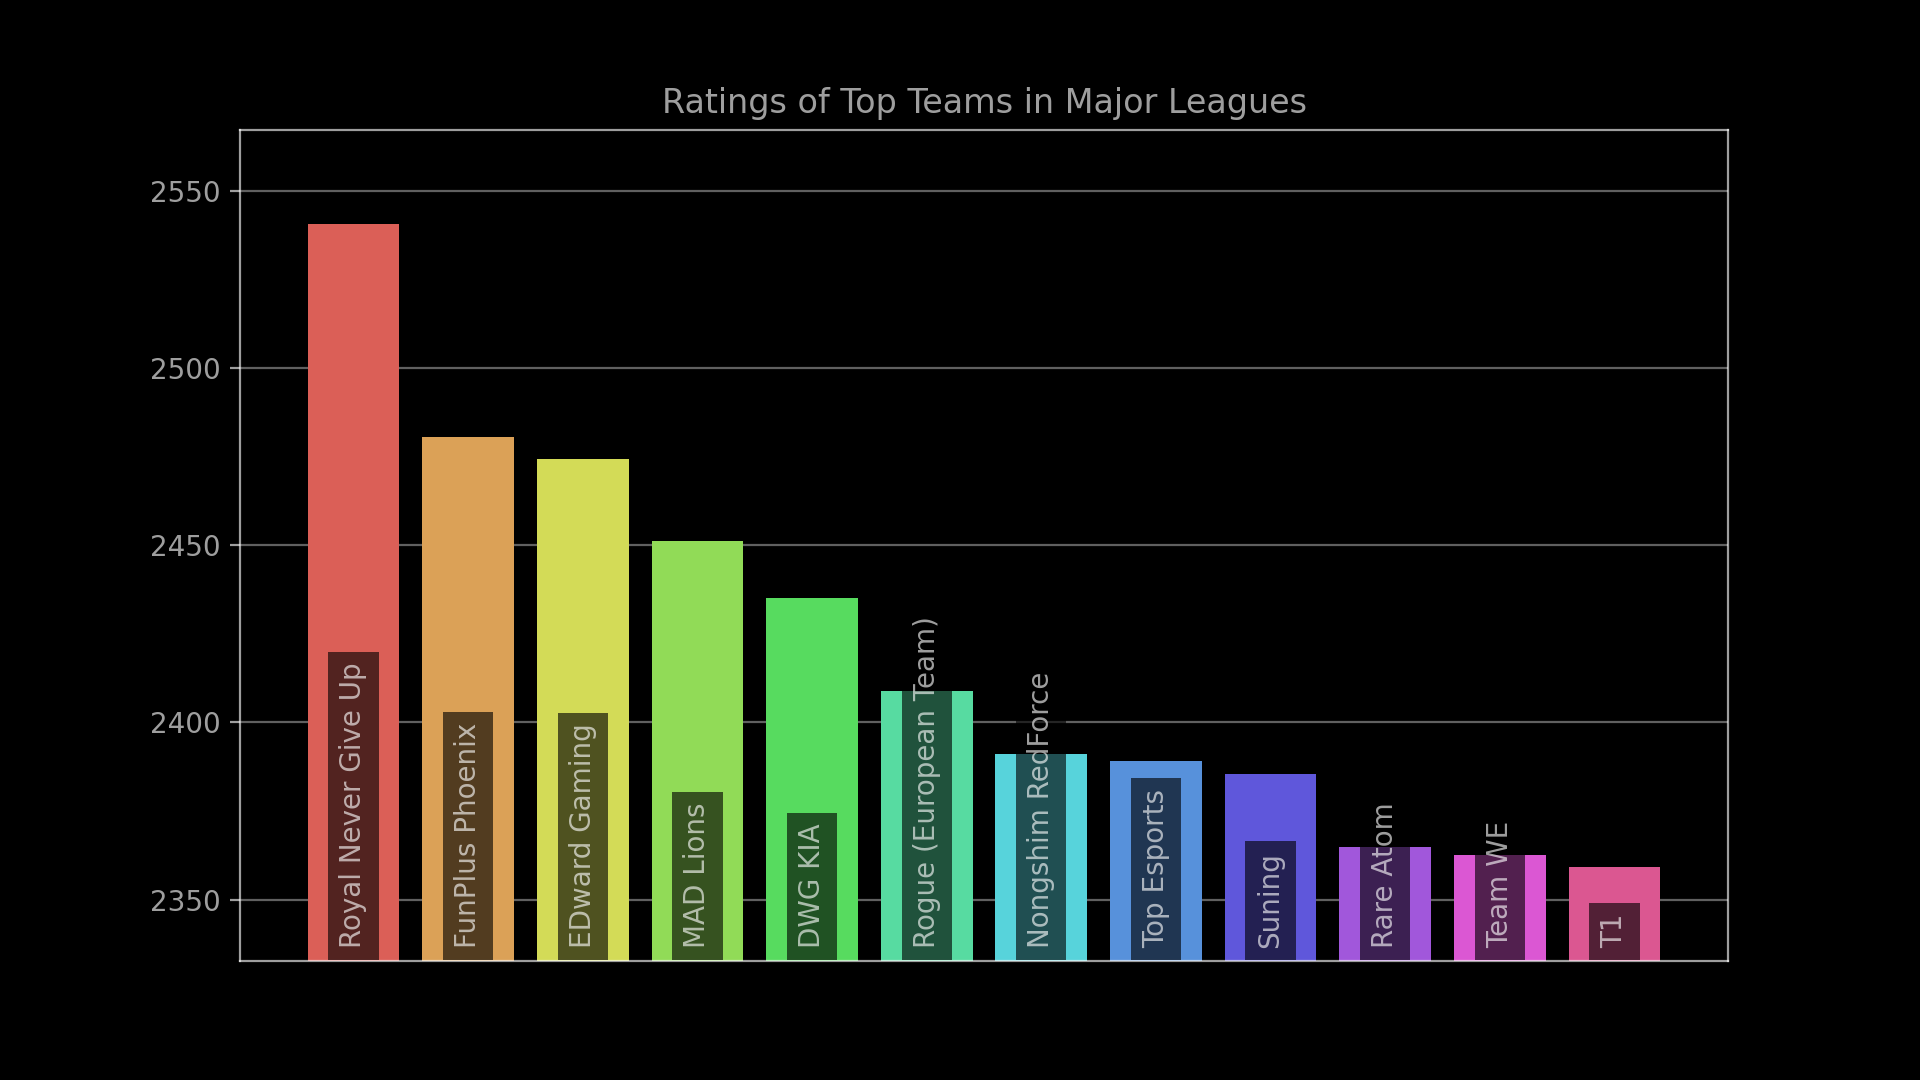 Ratings of Top Teams in Major Leagues
2550
2500
2450
2400
2350
Royal Never Give Up
FunPlus Phoenix
EDward Gaming
MAD Lions
DWG KIA
Rogue (European Team)
Nongshim RedForce
Top Esports
Suning
Rare Atom
Team WE
T1